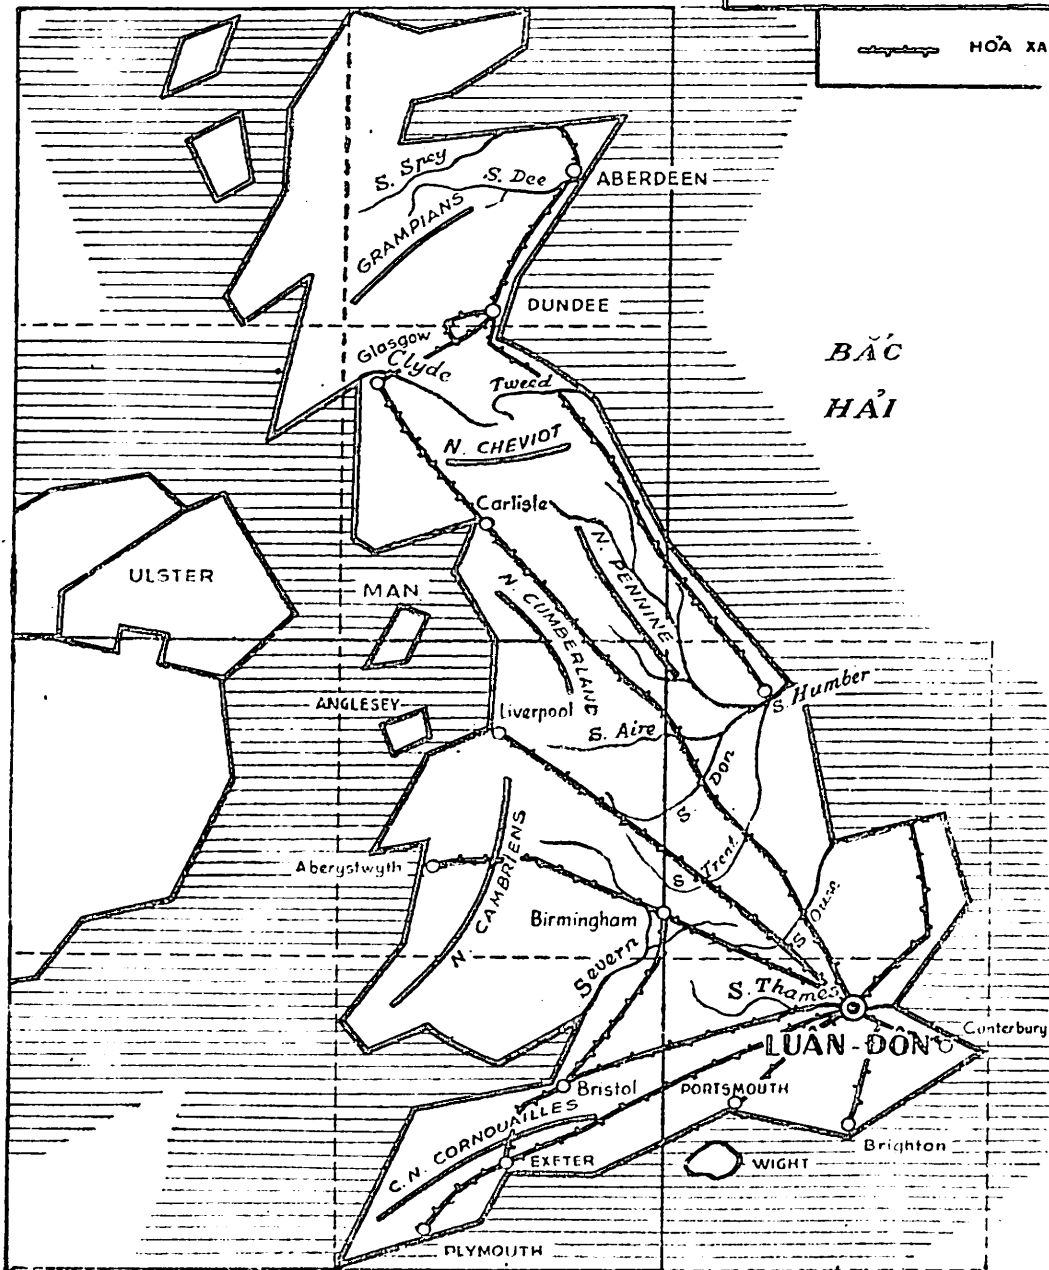 HỎA XA
S. Spey
S. Dee
ABERDEEN
GRAMPIANS
DUNDEE
Glasgow
Clyde
BẮC
HẢI
Tweed
N. CHEVIOT
Carlisle
N. PENNINE
ULSTER
MAN
N. CUMBERLAND
S. Humber
ANGLESEY
Liverpool
S. Aire
S. Don
S. Trent
Aberystwyth
N. CAMBRIENS
Birmingham
S. Ouse
Severn
S. Thames
LUÂN-ĐÔN
Canterbury
Bristol
PORTSMOUTH
C.N. CORNOUAILLES
Brighton
EXETER
WIGHT
PLYMOUTH